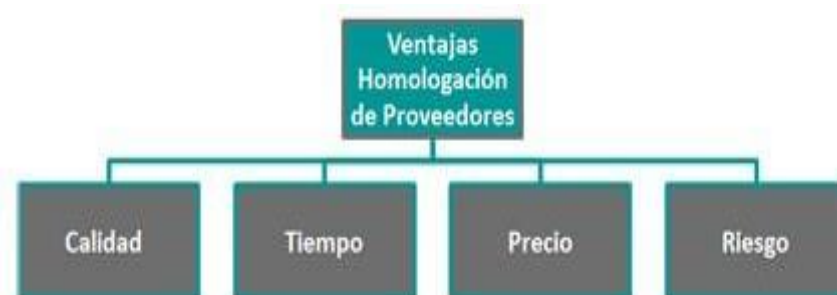 Ventajas
Homologación
de Proveedores
Calidad
Tiempo
Precio
Riesgo